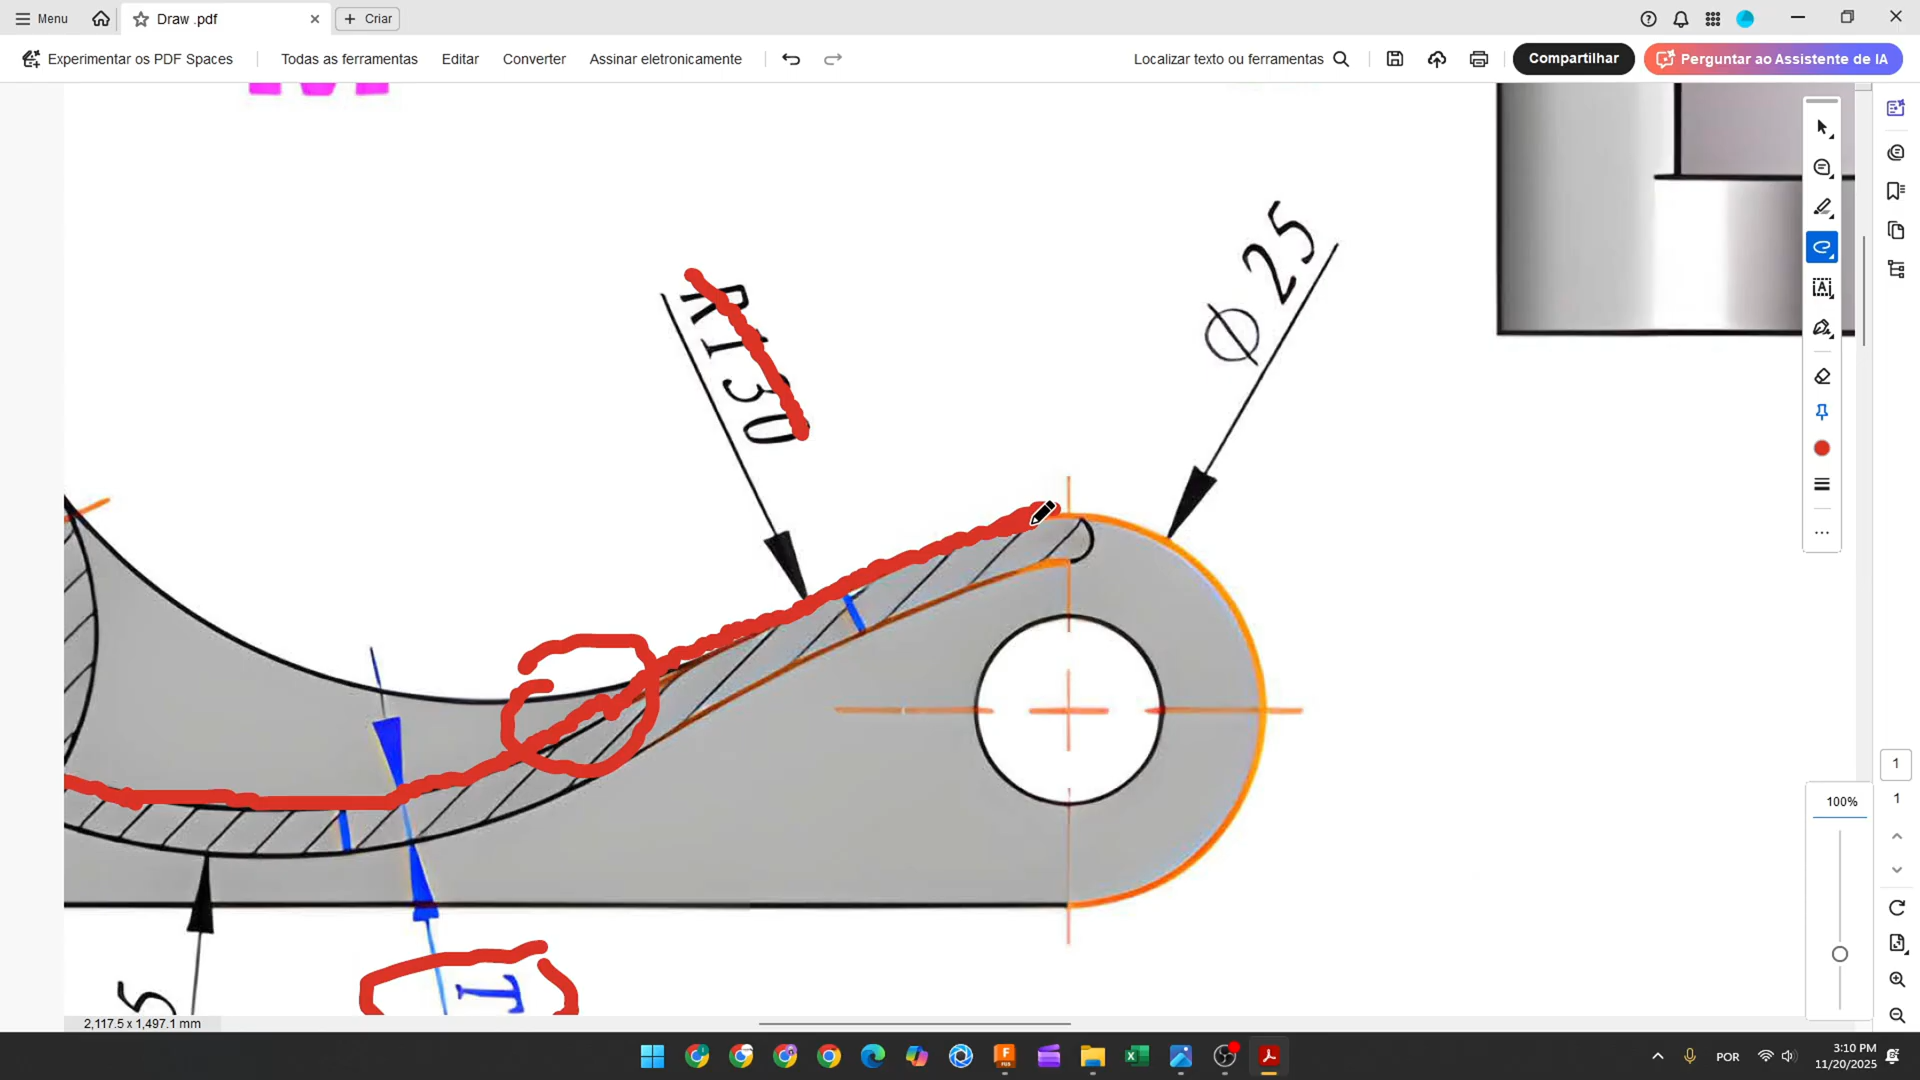 Menu
Draw .pdf
Criar
Experimentar os PDF Spaces
Todas as ferramentas
Editar
Converter
Assinar eletronicamente
Localizar texto ou ferramentas
Compartilhar
Perguntar ao Assistente de IA
R130
Ø 25
5
T
100%
1
1
2,117.5 x 1,497.1 mm
POR
3:10 PM
11/20/2025